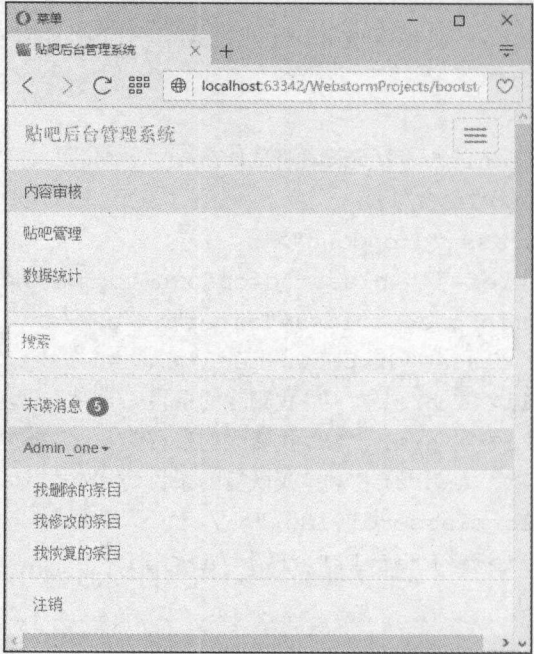 菜单
贴吧后台管理系统
localhost:63342/WebstormProjects/bootst
贴吧后台管理系统
内容审核
贴吧管理
数据统计
搜索
未读消息 5
Admin_one
我删除的条目
我修改的条目
我恢复的条目
注销